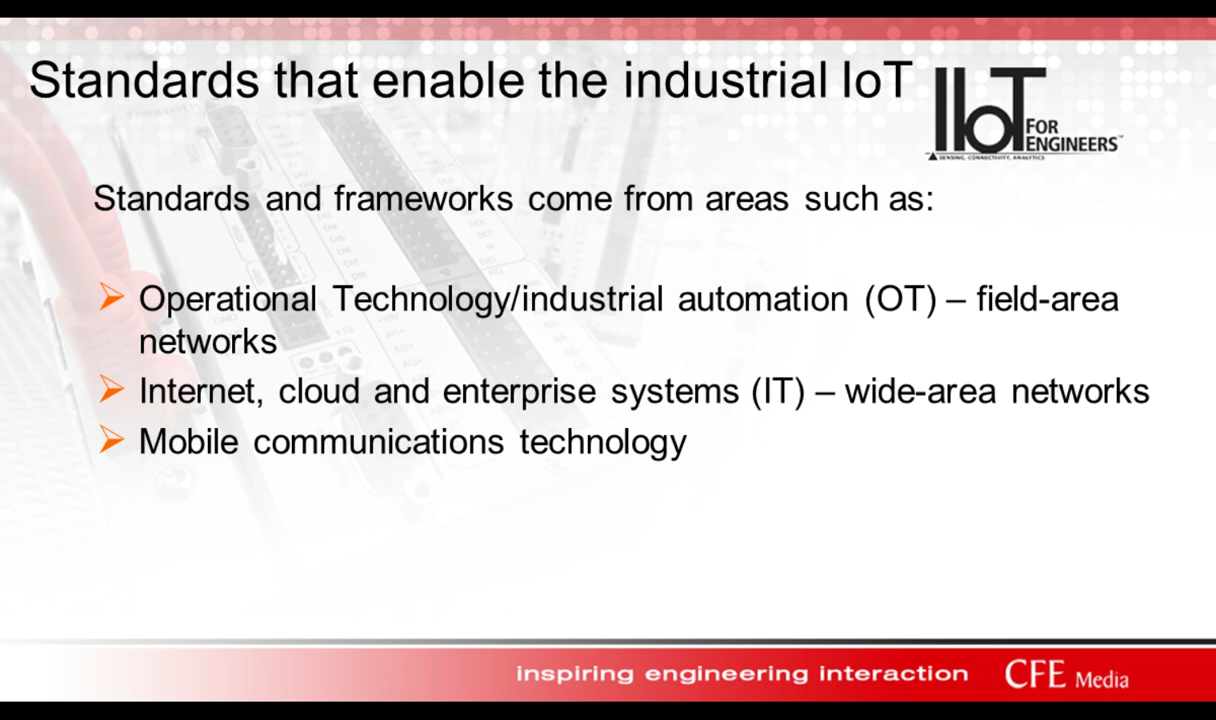 Standards that enable the industrial IoT
IIoT FOR ENGINEERS™
SENSING, CONNECTIVITY, ANALYTICS
Standards and frameworks come from areas such as:
Operational Technology/industrial automation (OT) – field-area
networks
Internet, cloud and enterprise systems (IT) – wide-area networks
Mobile communications technology
inspiring engineering interaction
CFE Media